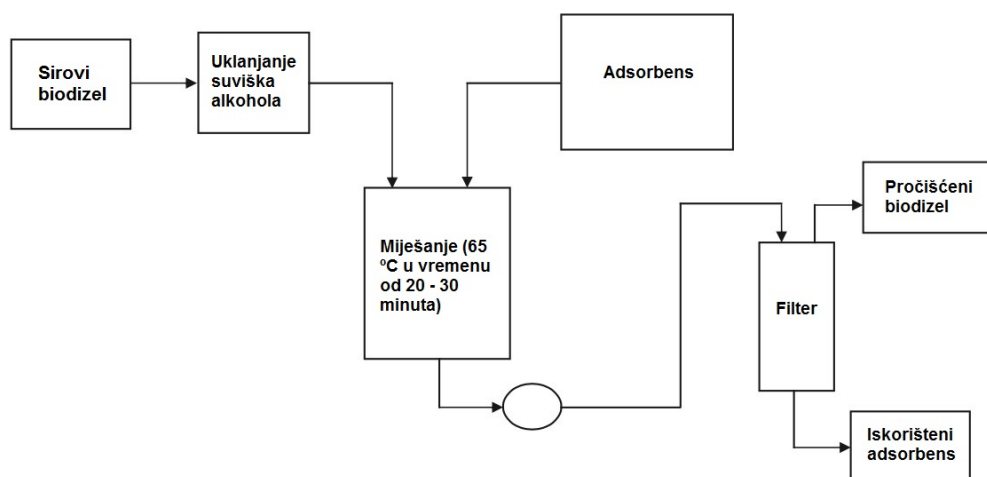 Sirovi
biodizel
Uklanjanje
suviška
alkohola
Adsorbens
Miješanje (65
ºC u vremenu
od 20 - 30
minuta)
Pročišćeni
biodizel
Filter
Iskorišteni
adsorbens